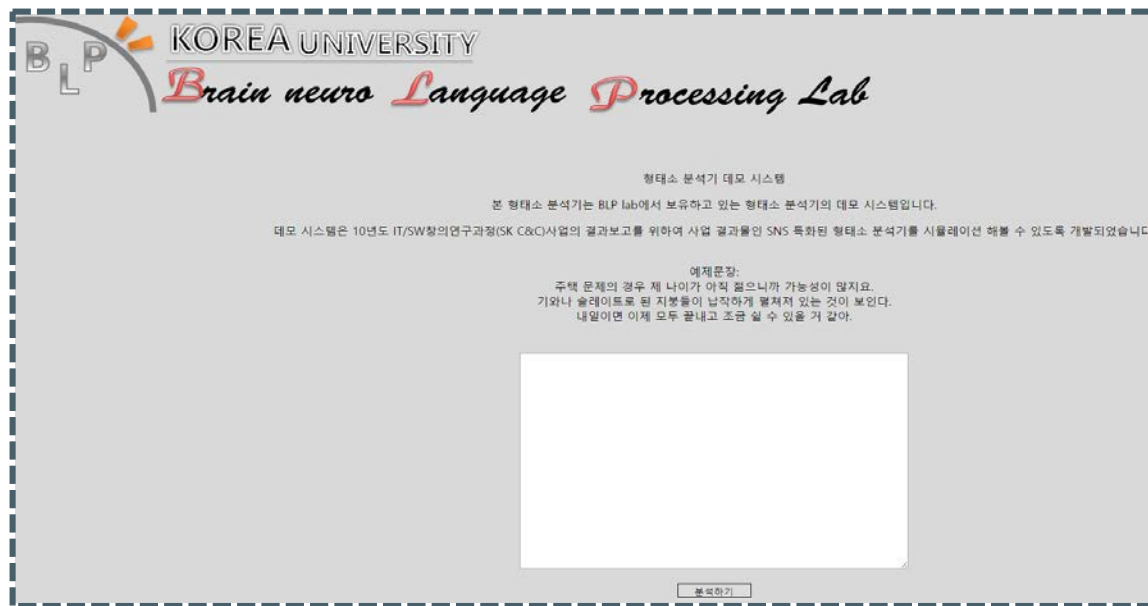 BLP
KOREA UNIVERSITY
Brain neuro Language Processing Lab
형태소 분석기 데모 시스템
본 형태소 분석기는 BLP lab에서 보유하고 있는 형태소 분석기의 데모 시스템입니다.
데모 시스템은 10년도 IT/SW창의연구과정(SK C&C)사업의 결과보고를 위하여 사업 결과물인 SNS 특화된 형태소 분석기를 시뮬레이션 해볼 수 있도록 개발되었습니다
예제문장:
주택 문제의 경우 제 나이가 아직 젊으니까 가능성이 많지요.
기와나 슬레이트로 된 지붕들이 납작하게 펼쳐져 있는 것이 보인다.
내일이면 이제 모두 끝내고 조금 쉴 수 있을 거 같아.
분석하기